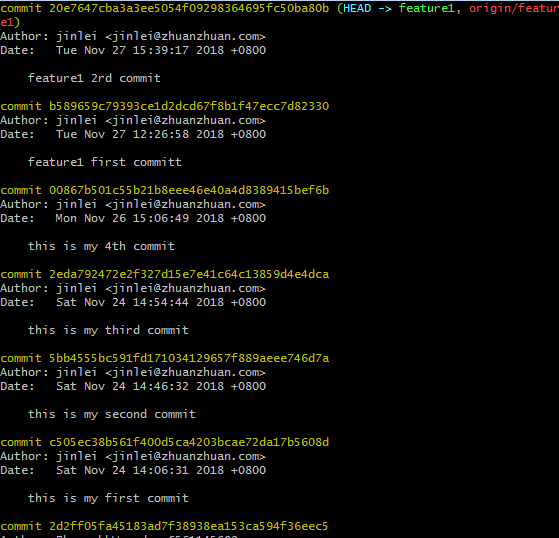 commit 20e7647cba3a3ee5054f09298364695fc50ba80b (HEAD -> feature1, origin/featur
e1)
Author: jinlei <jinlei@zhuanzhuan.com>
Date:   Tue Nov 27 15:39:17 2018 +0800
feature1 2rd commit
commit b589659c79393ce1d2dcd67f8b1f47ecc7d82330
Author: jinlei <jinlei@zhuanzhuan.com>
Date:   Tue Nov 27 12:26:58 2018 +0800
feature1 first committ
commit 00867b501c55b21b8eee46e40a4d8389415bef6b
Author: jinlei <jinlei@zhuanzhuan.com>
Date:   Mon Nov 26 15:06:49 2018 +0800
this is my 4th commit
commit 2eda792472e2f327d15e7e41c64c13859d4e4dca
Author: jinlei <jinlei@zhuanzhuan.com>
Date:   Sat Nov 24 14:54:44 2018 +0800
this is my third commit
commit 5bb4555bc591fd171034129657f889aeee746d7a
Author: jinlei <jinlei@zhuanzhuan.com>
Date:   Sat Nov 24 14:46:32 2018 +0800
this is my second commit
commit c505ec38b561f400d5ca4203bcae72da17b5608d
Author: jinlei <jinlei@zhuanzhuan.com>
Date:   Sat Nov 24 14:06:31 2018 +0800
this is my first commit
commit 2d2ff05fa45183ad7f38938ea153ca594f36eec5